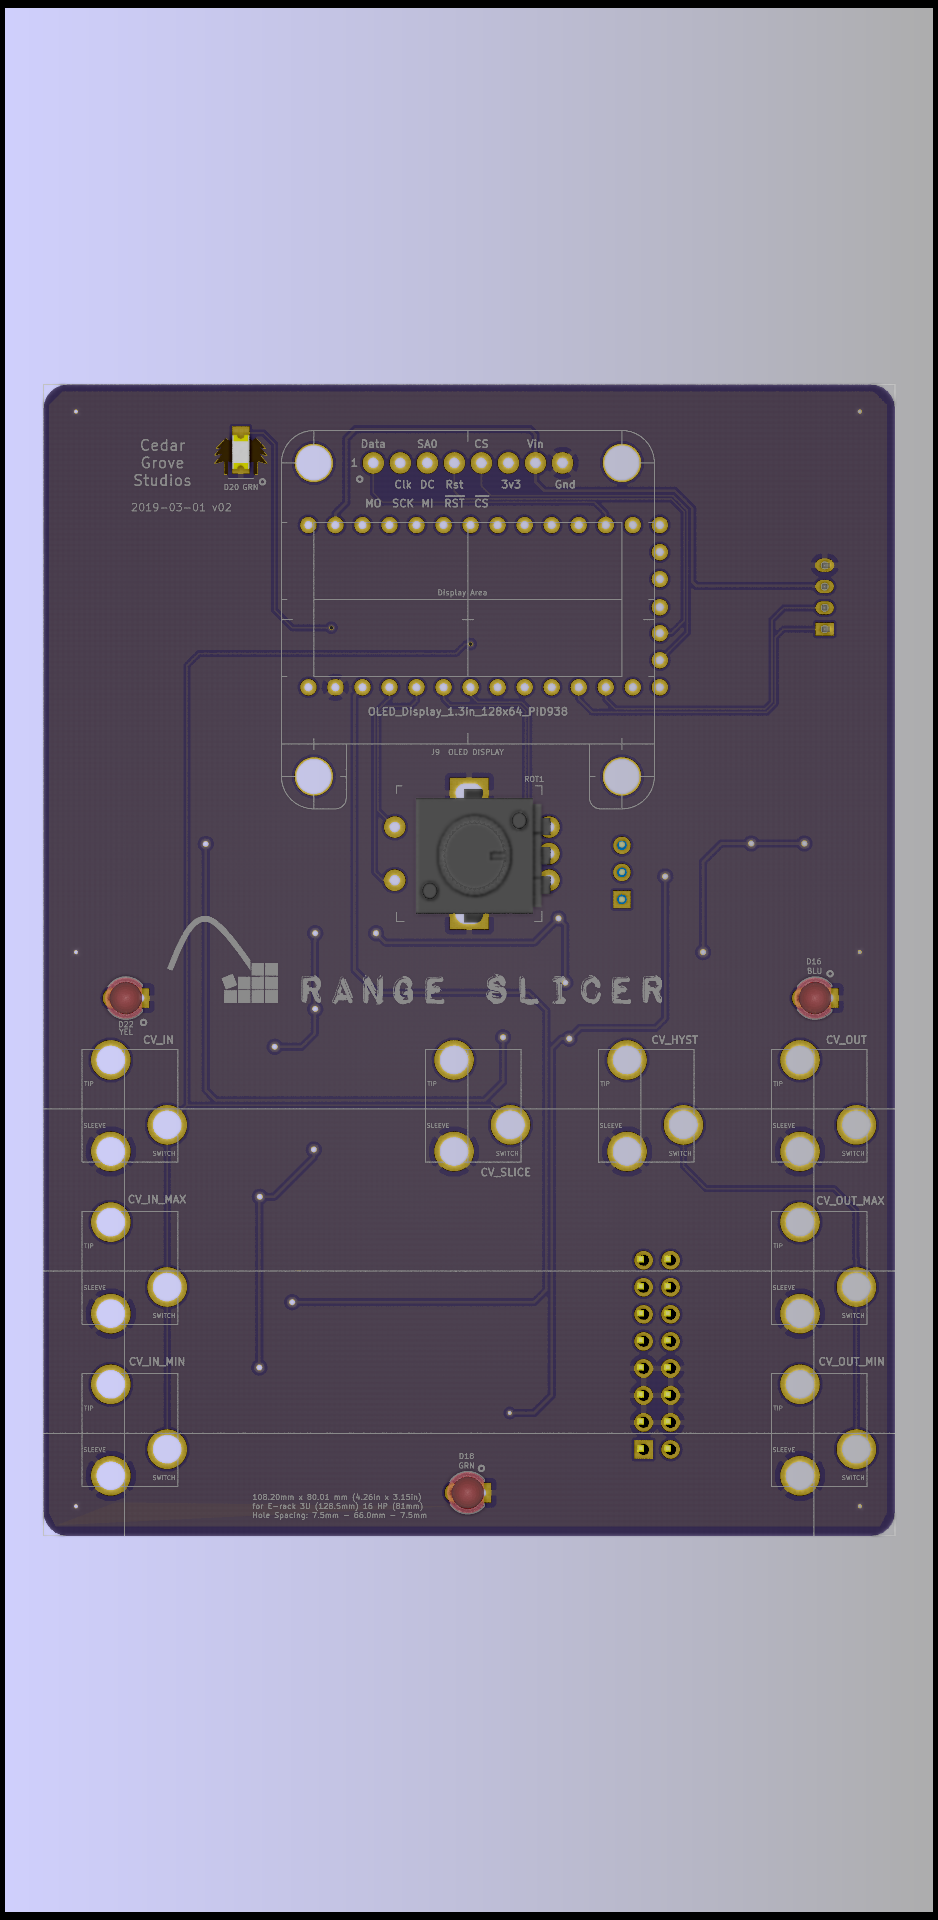 Cedar
Grove
Studios
2019-03-01 v02
D20 GRN
Data SA0 CS Vin
1
Clk DC Rst 3v3 Gnd
MO SCK MI RST CS
Display Area
OLED_Display_1.3in_128x64_PID938
J9 OLED DISPLAY
ROT1
RANGE SLICER
D22
YEL
D16
BLU
CV_IN
TIP
SLEEVE
SWITCH
TIP
SLEEVE
SWITCH
CV_SLICE
CV_HYST
TIP
SLEEVE
SWITCH
CV_OUT
TIP
SLEEVE
SWITCH
CV_IN_MAX
TIP
SLEEVE
SWITCH
CV_OUT_MAX
TIP
SLEEVE
SWITCH
CV_IN_MIN
TIP
SLEEVE
SWITCH
CV_OUT_MIN
TIP
SLEEVE
SWITCH
D18
GRN
108.20mm x 80.01 mm (4.26in x 3.15in)
for E-rack 3U (128.5mm) 16 HP (81mm)
Hole Spacing: 7.5mm - 66.0mm - 7.5mm